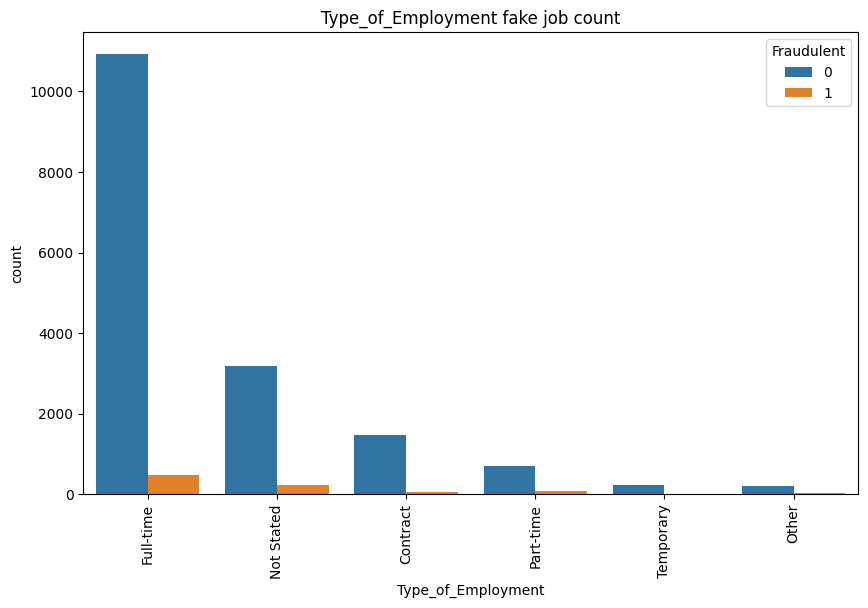 Type_of_Employment fake job count
Fraudulent
0
1
count
10000
8000
6000
4000
2000
0
Full-time
Not Stated
Contract
Part-time
Temporary
Other
Type_of_Employment